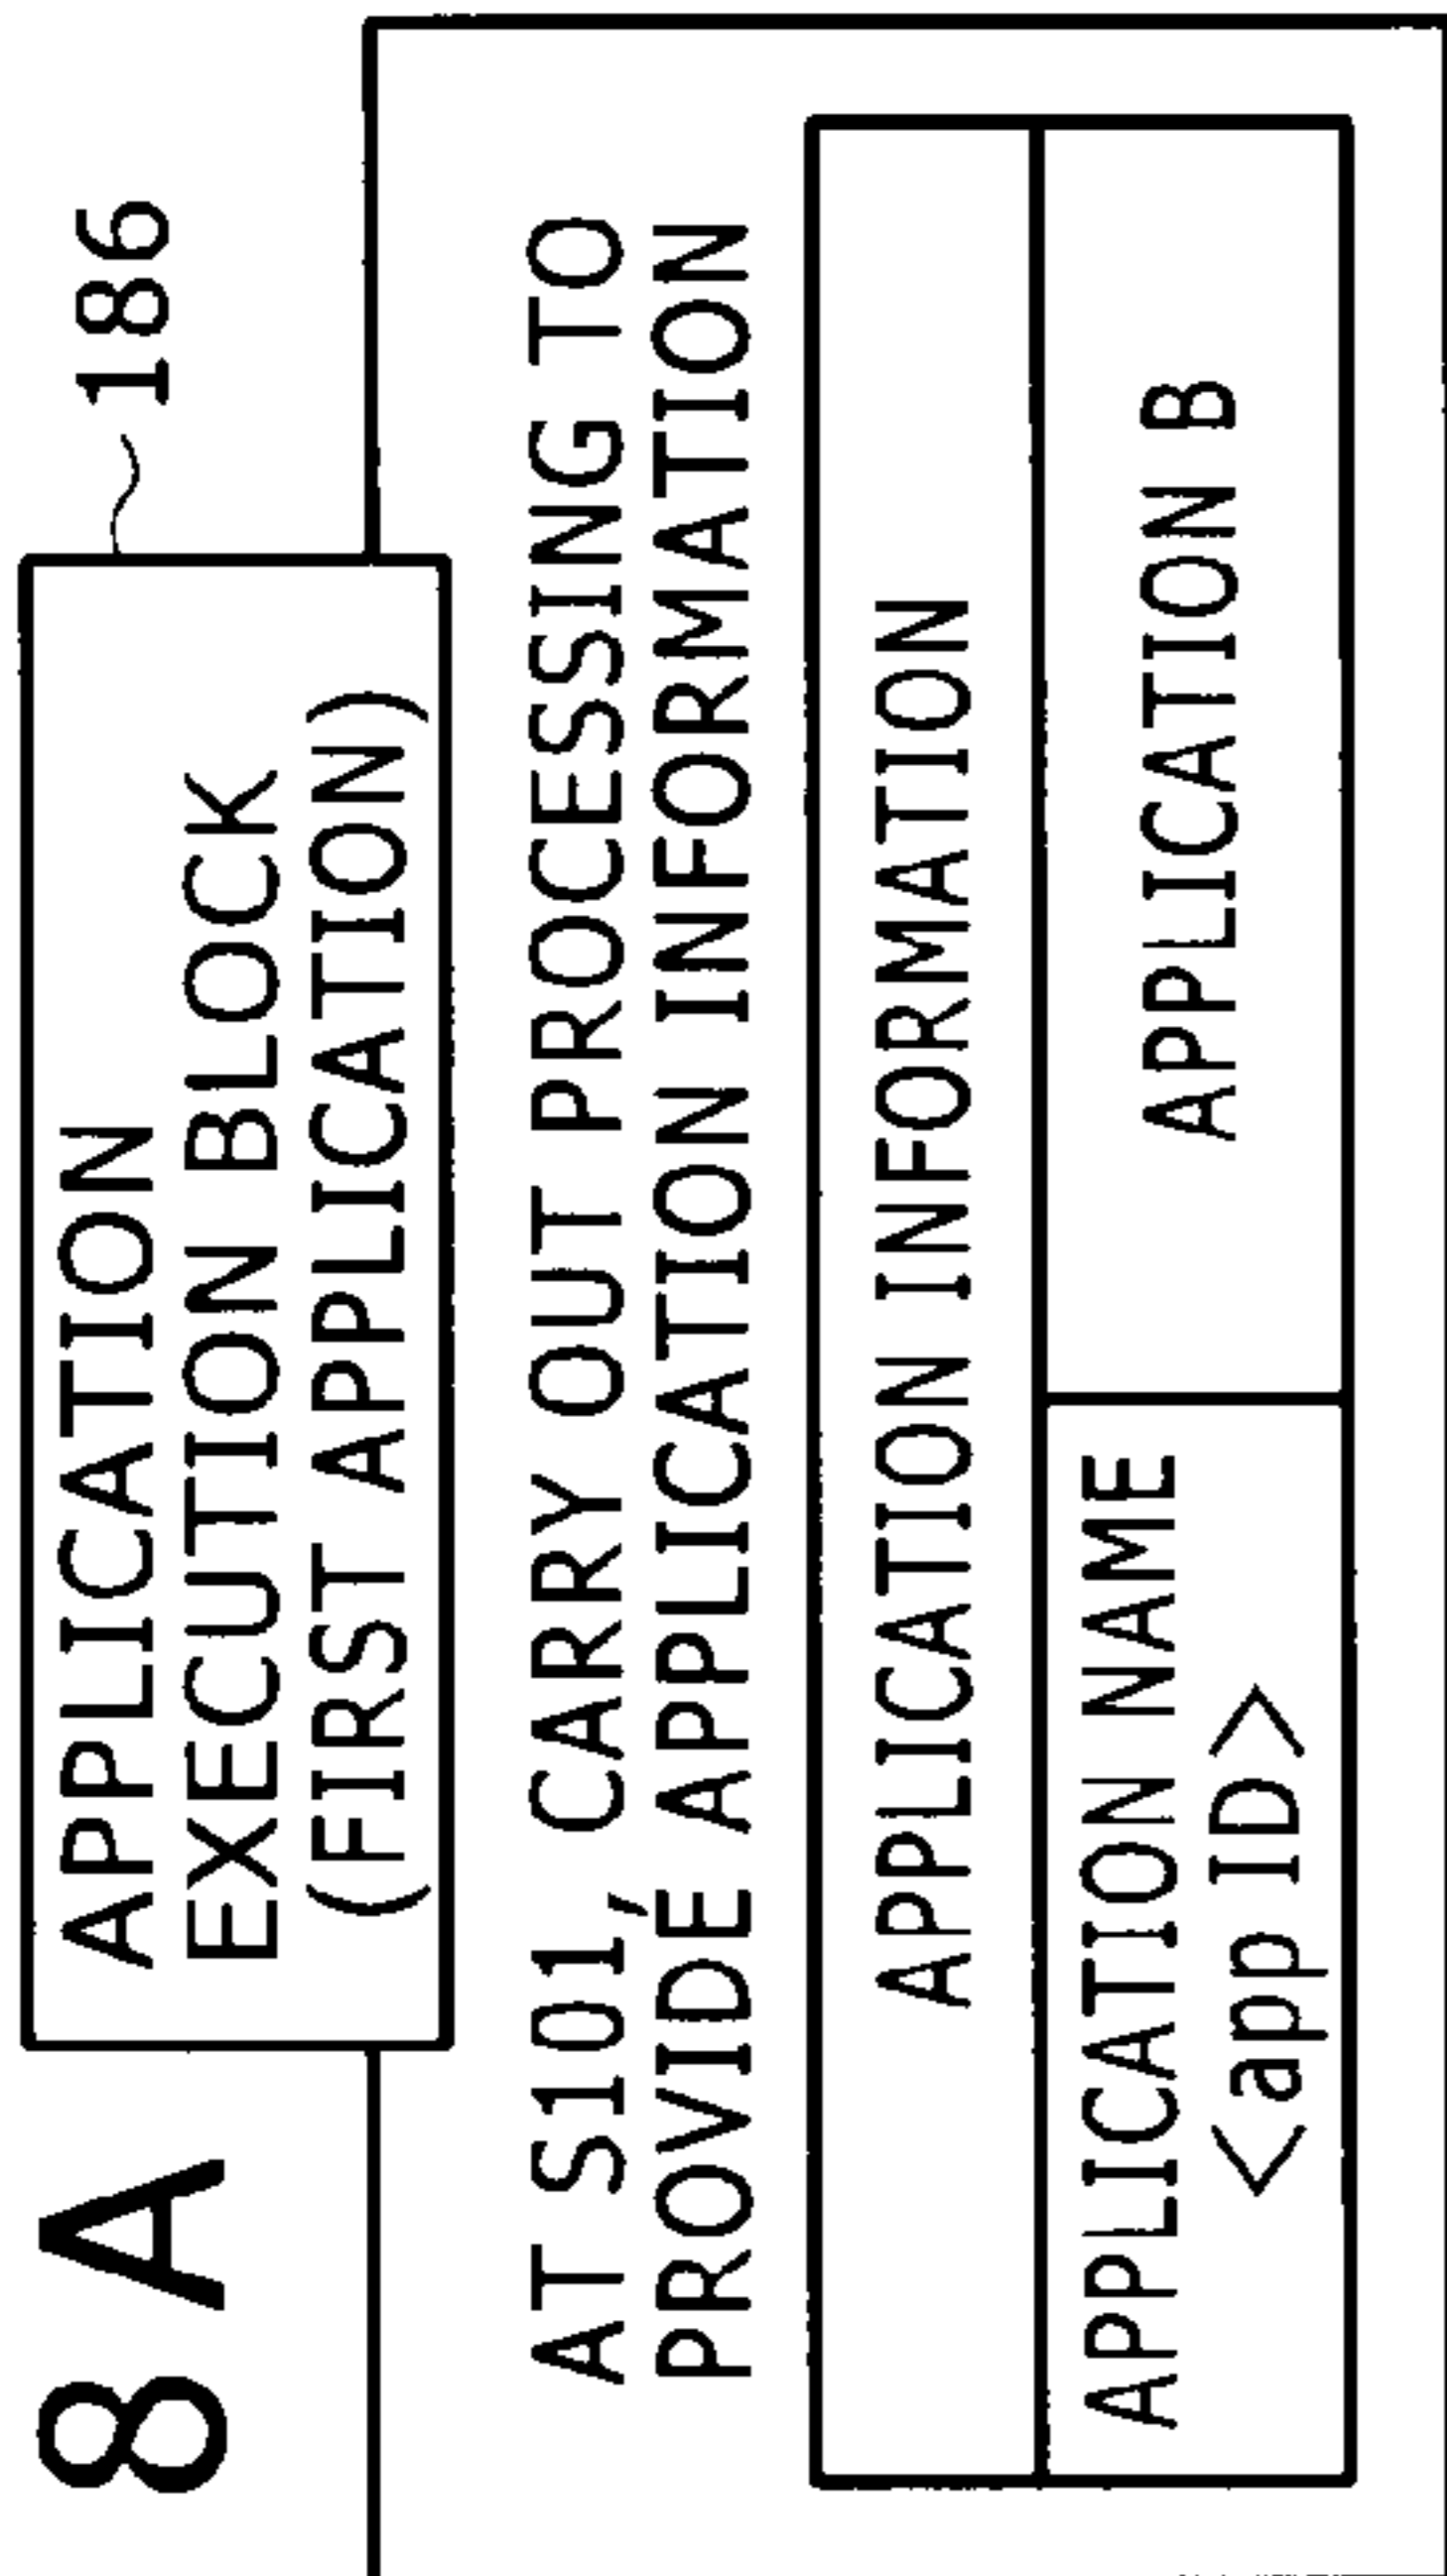 8A
APPLICATION
EXECUTION BLOCK
(FIRST APPLICATION)
186
AT S101, CARRY OUT PROCESSING TO
PROVIDE APPLICATION INFORMATION
APPLICATION INFORMATION
APPLICATION NAME
<app ID>
APPLICATION B